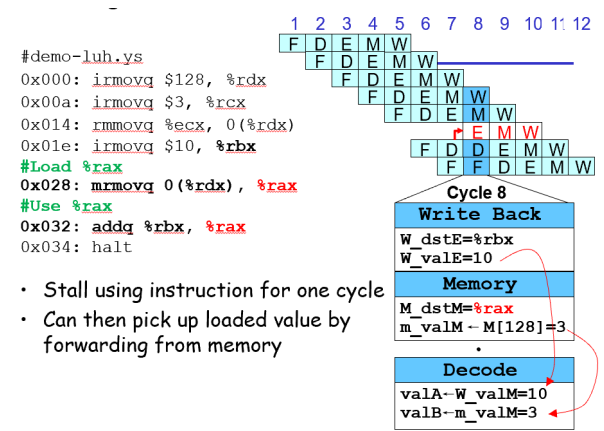 1 2 3 4 5 6 7 8 9 10 11 12
F D E M W
F D E M W
F D E M W
F D E M W
F D E M W
E M W
F D D E M W
F F D E M W
#demo-luh.ys
0x000: irmovq $128, %rdx
0x00a: irmovq $3, %rcx
0x014: rmmovq %ecx, 0(%rdx)
0x01e: irmovq $10, %rbx
#Load %rax
0x028: mrmovq 0(%rdx), %rax
#Use %rax
0x032: addq %rbx, %rax
0x034: halt
• Stall using instruction for one cycle
• Can then pick up loaded value by
forwarding from memory
Cycle 8
Write Back
W_dstE=%rbx
W_valE=10
Memory
M_dstM=%rax
m_valM ← M[128]=3
•
Decode
valA←W_valM=10
valB←m_valM=3